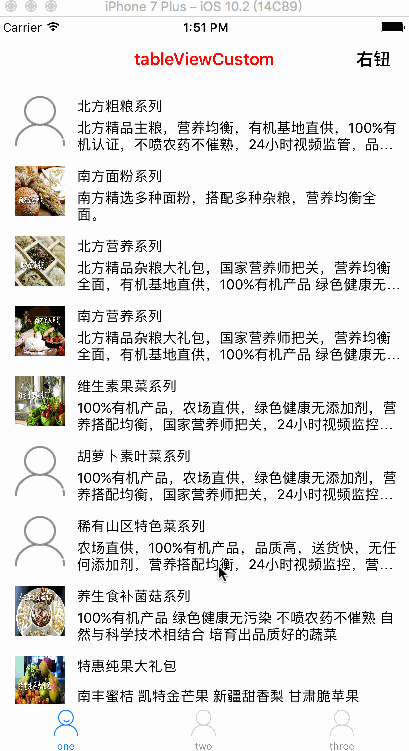 iPhone 7 Plus – iOS 10.2 (14C89)
Carrier 1:51 PM
tableViewCustom 右钮
北方粗粮系列
北方精品主粮，营养均衡，有机基地直供，100%有
机认证，不喷农药不催熟，24小时视频监管，品...
南方面粉系列
南方精选多种面粉，搭配多种杂粮，营养均衡全
面。
北方营养系列
北方精品杂粮大礼包，国家营养师把关，营养均衡
全面，有机基地直供，100%有机产品 绿色健康无...
南方营养系列
北方精品杂粮大礼包，国家营养师把关，营养均衡
全面，有机基地直供，100%有机产品 绿色健康无...
维生素果菜系列
100%有机产品，农场直供，绿色健康无添加剂，营
养搭配均衡，国家营养师把关，24小时视频监控...
胡萝卜素叶菜系列
100%有机产品，农场直供，绿色健康无添加剂，营
养搭配均衡，国家营养师把关，24小时视频监控...
稀有山区特色菜系列
农场直供，100%有机产品，品质高，送货快，无任
何添加剂，营养搭配均衡，24小时视频监控，营...
养生食补菌菇系列
100%有机产品 绿色健康无污染 不喷农药不催熟 自
然与科学技术相结合 培育出品质好的蔬菜
特惠纯果大礼包
南丰蜜桔 凯特金芒果 新疆甜香梨 甘肃脆苹果
one two three